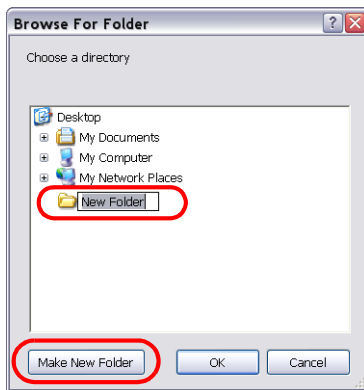 Browse For Folder
Choose a directory
Desktop
My Documents
My Computer
My Network Places
New Folder
Make New Folder OK Cancel